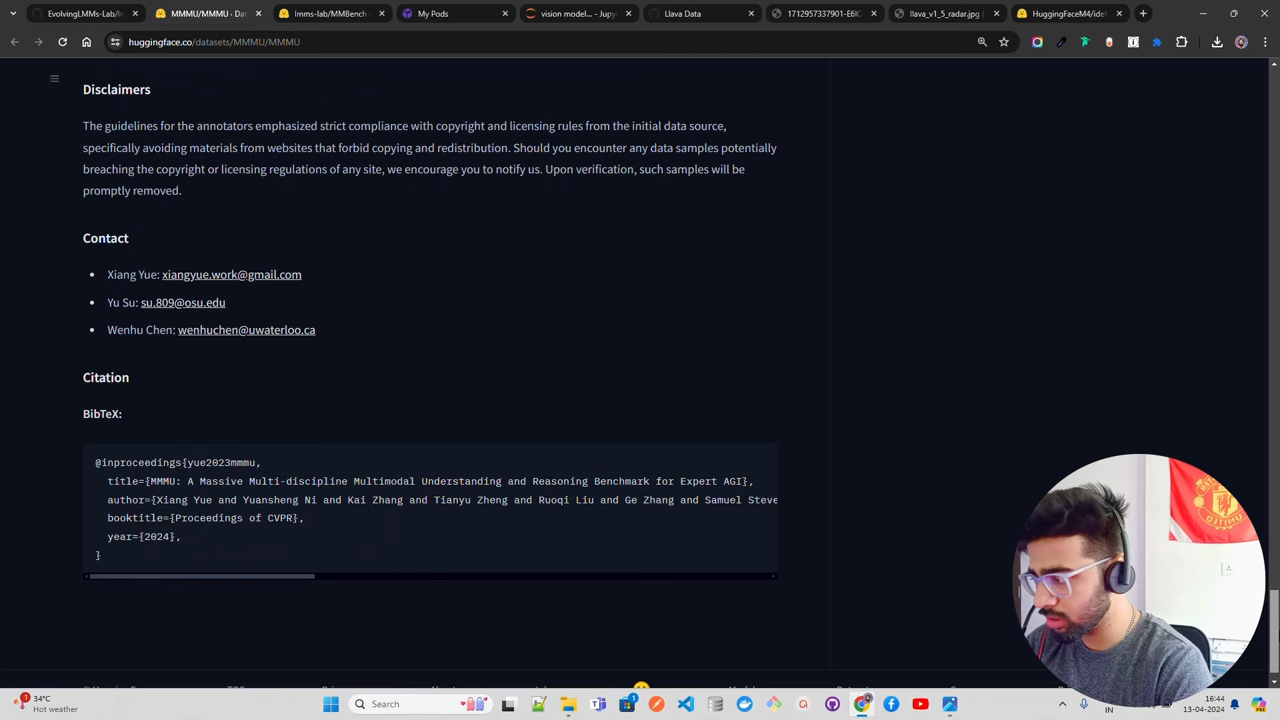 EvolvingLMMs-Lab/l
MMMU/MMMU · Dat
lmms-lab/MMBench
My Pods
vision model... - Jupy
Llava Data
1712957337901-E6IC
llava_v1_5_radar.jpg (
HuggingFaceM4/idef
huggingface.co/datasets/MMMU/MMMU
Disclaimers
The guidelines for the annotators emphasized strict compliance with copyright and licensing rules from the initial data source,
specifically avoiding materials from websites that forbid copying and redistribution. Should you encounter any data samples potentially
breaching the copyright or licensing regulations of any site, we encourage you to notify us. Upon verification, such samples will be
promptly removed.
Contact
Xiang Yue: xiangyue.work@gmail.com
Yu Su: su.809@osu.edu
Wenhu Chen: wenhuchen@uwaterloo.ca
Citation
BibTeX:
@inproceedings{yue2023mmmu,
title={MMMU: A Massive Multi-discipline Multimodal Understanding and Reasoning Benchmark for Expert AGI},
author={Xiang Yue and Yuansheng Ni and Kai Zhang and Tianyu Zheng and Ruoqi Liu and Ge Zhang and Samuel Steve
booktitle={Proceedings of CVPR},
year={2024},
}
1
34°C
Hot weather
Search
IN
16:44
13-04-2024